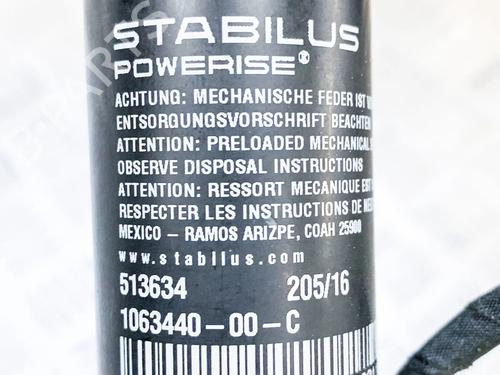 STABILUS
POWERISE®
ACHTUNG: MECHANISCHE FEDER IST
ENTSORGUNGSVORSCHRIFT BEACHTEN
ATTENTION: PRELOADED MECHANICAL
OBSERVE DISPOSAL INSTRUCTIONS
ATTENTION: RESSORT MECANIQUE EST
RESPECTER LES INSTRUCTIONS DE
MEXICO – RAMOS ARIZPE, COAH 25900
www.stabilus.com
513634 205/16
1063440-00-C